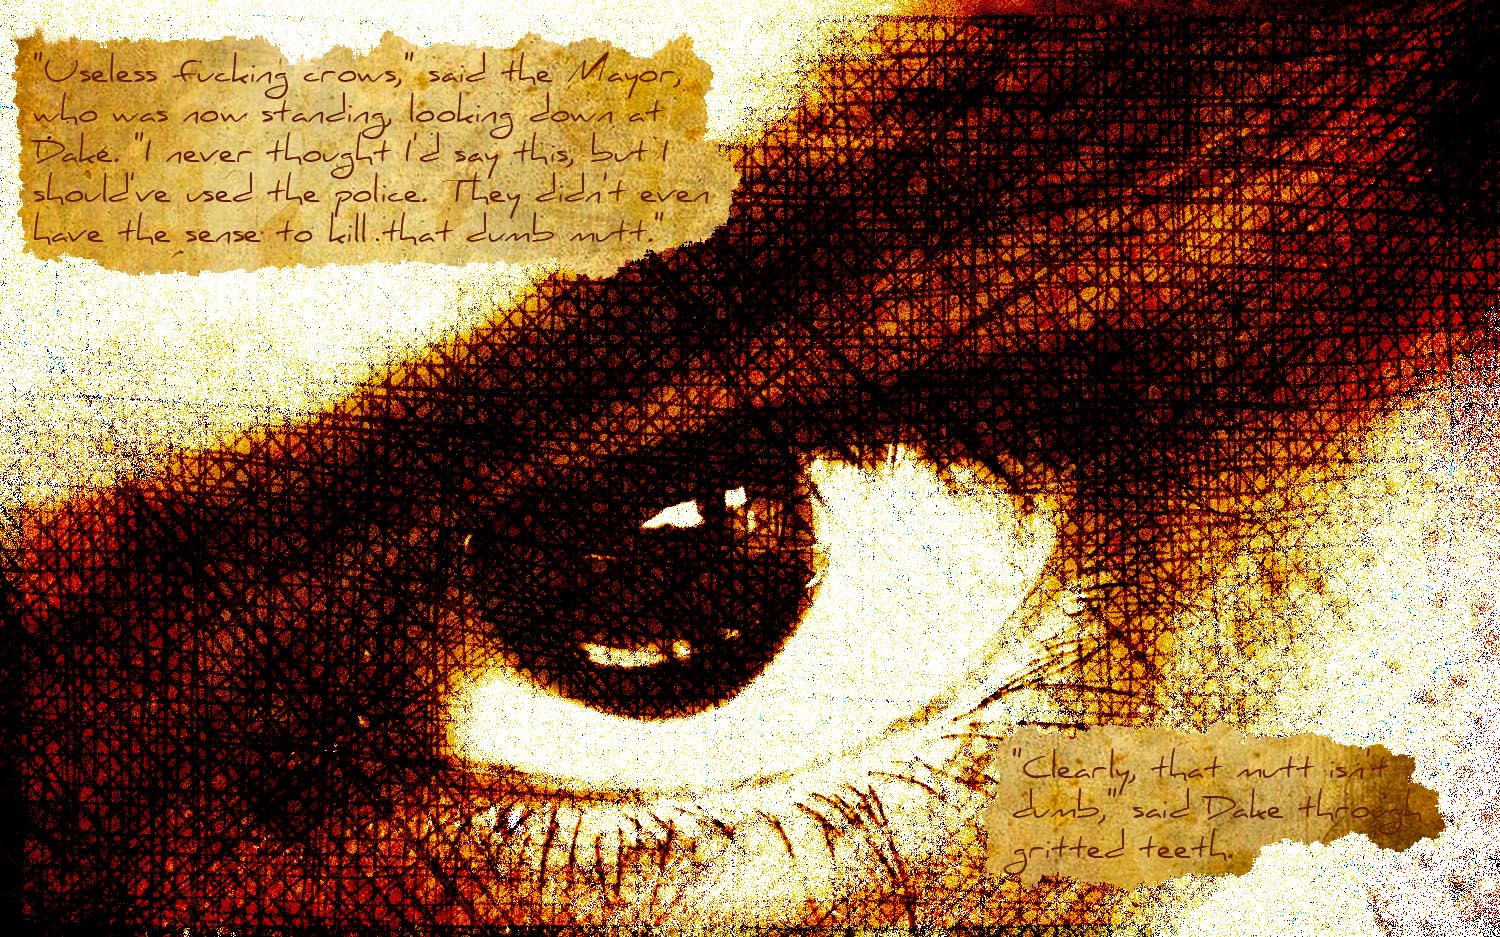 "Useless fucking crows," said the Mayor,
who was now standing, looking down at
Dake. "I never thought I'd say this, but I
should've used the police. They didn't even
have the sense to kill that dumb mutt."
"Clearly, that mutt isn't
dumb," said Dake through
gritted teeth.